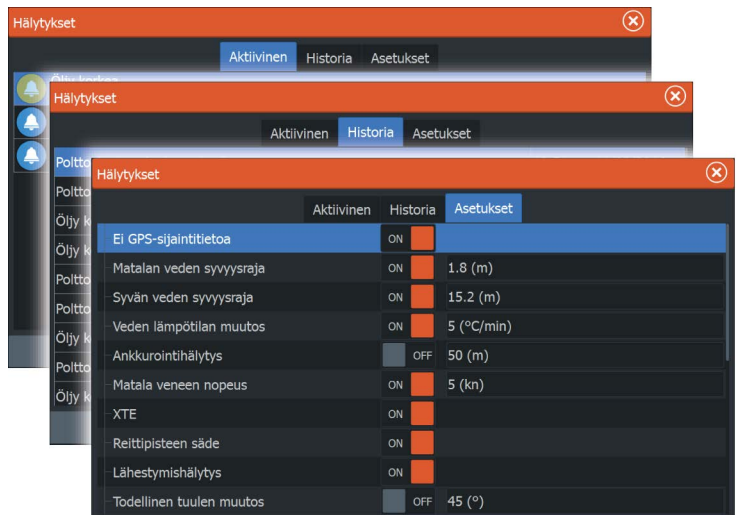 Hälytykset
Aktiivinen Historia Asetukset
Öljy korkea
Hälytykset
Aktiivinen Historia Asetukset
Poltto
Poltto
Öljy k
Öljy k
Poltto
Poltto
Öljy k
Poltto
Öljy k
Hälytykset
Aktiivinen Historia Asetukset
Ei GPS-sijaintitietoa ON
Matalan veden syvyysraja ON 1.8 (m)
Syvän veden syvyysraja ON 15.2 (m)
Veden lämpötilan muutos ON 5 (°C/min)
Ankkurointihälytys OFF 50 (m)
Matala veneen nopeus ON 5 (kn)
XTE ON
Reittipisteen säde ON
Lähestymishälytys ON
Todellinen tuulen muutos OFF 45 (°)